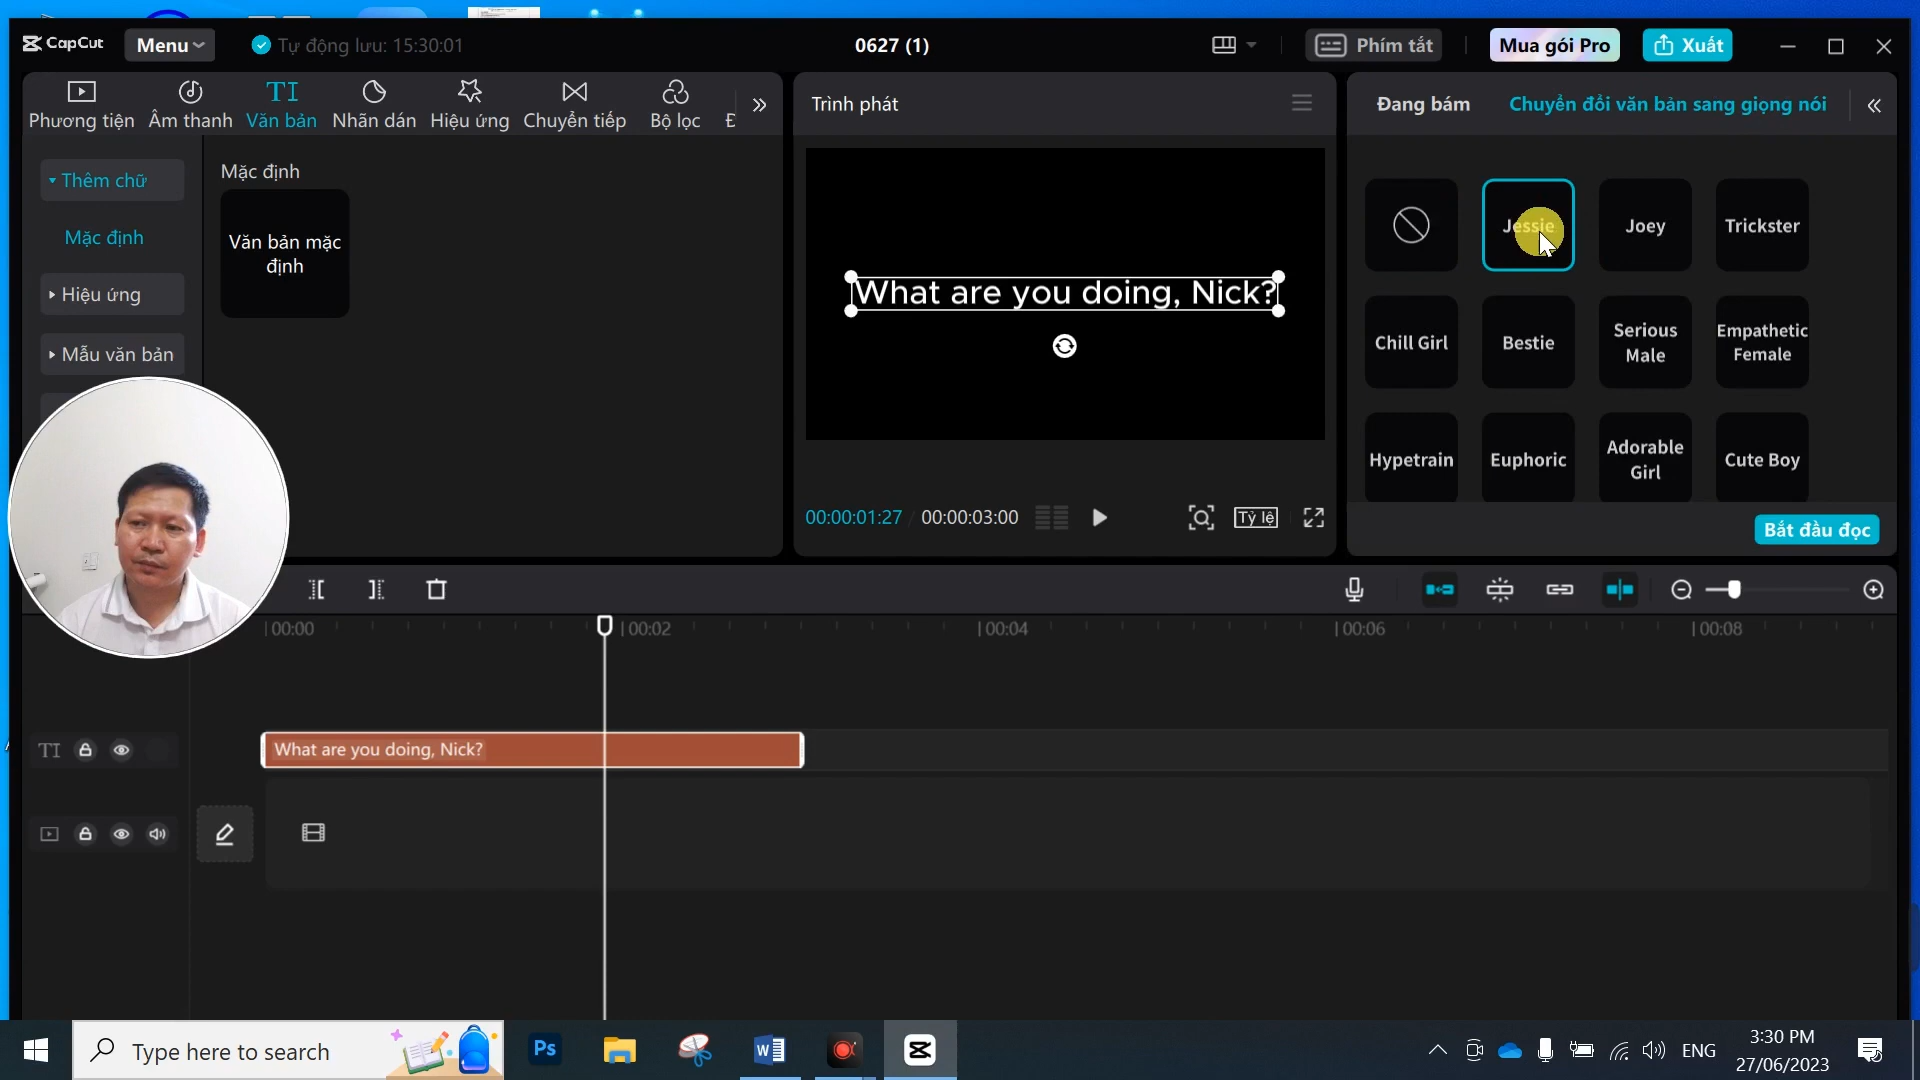 CapCut
Menu
Tự động lưu: 15:30:01
0627 (1)
Phím tắt
Mua gói Pro
Xuất
Phương tiện
Âm thanh
TI
Văn bản
Nhãn dán
Hiệu ứng
Chuyển tiếp
Bộ lọc
Trình phát
Đang bám
Chuyển đổi văn bản sang giọng nói
Thêm chữ
Mặc định
Hiệu ứng
Mẫu văn bản
Mặc định
Văn bản mặc
định
What are you doing, Nick?
00:00:01:27
00:00:03:00
Tỷ lệ
Jessie
Joey
Trickster
Chill Girl
Bestie
Serious
Male
Empathetic
Female
Hypetrain
Euphoric
Adorable
Girl
Cute Boy
Bắt đầu đọc
00:00
00:02
00:04
00:06
00:08
TI
What are you doing, Nick?
Type here to search
Ps
W
ENG
3:30 PM
27/06/2023